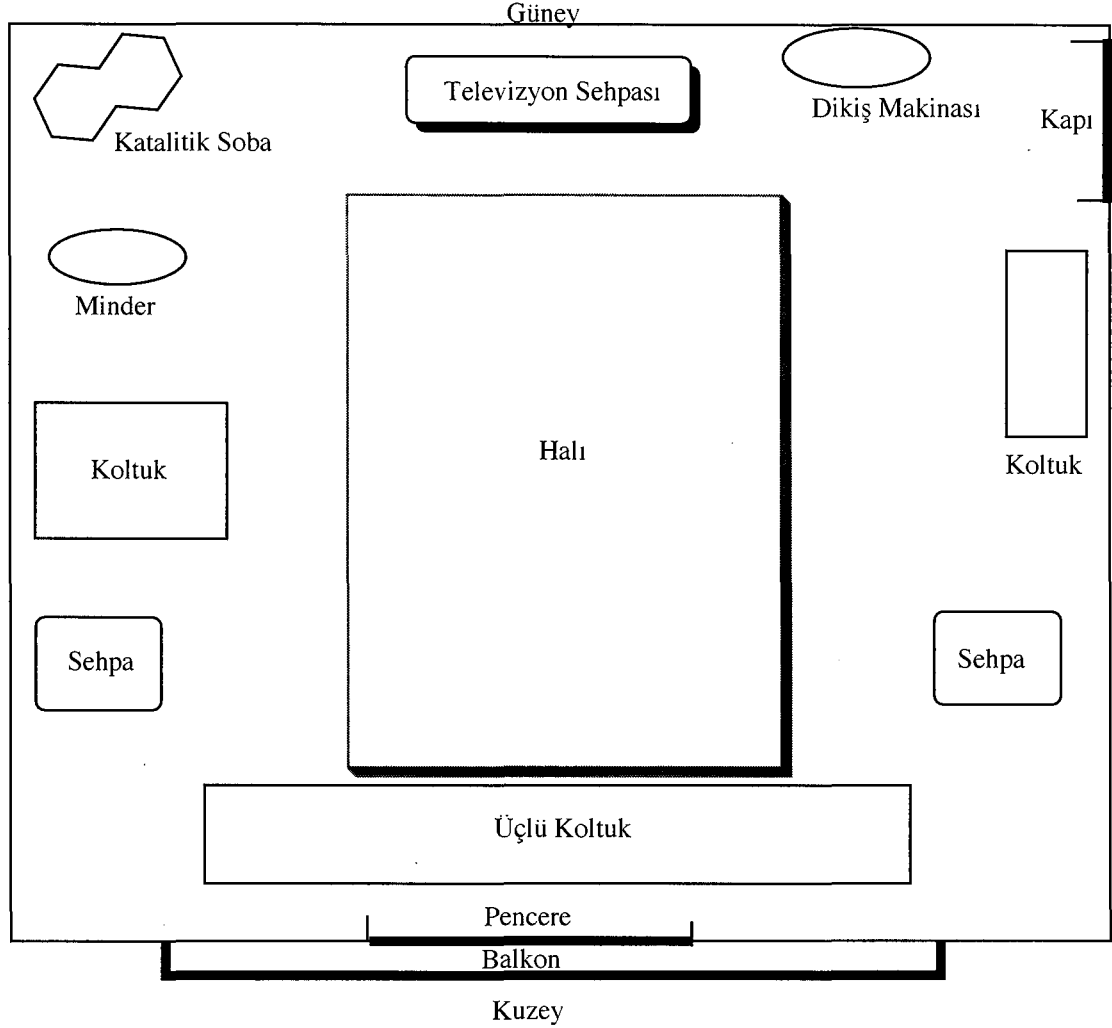 Güney
Televizyon Sehpası
Dikiş Makinası
Kapı
Katalitik Soba
Minder
Koltuk
Halı
Koltuk
Sehpa
Sehpa
Üçlü Koltuk
Pencere
Balkon
Kuzey